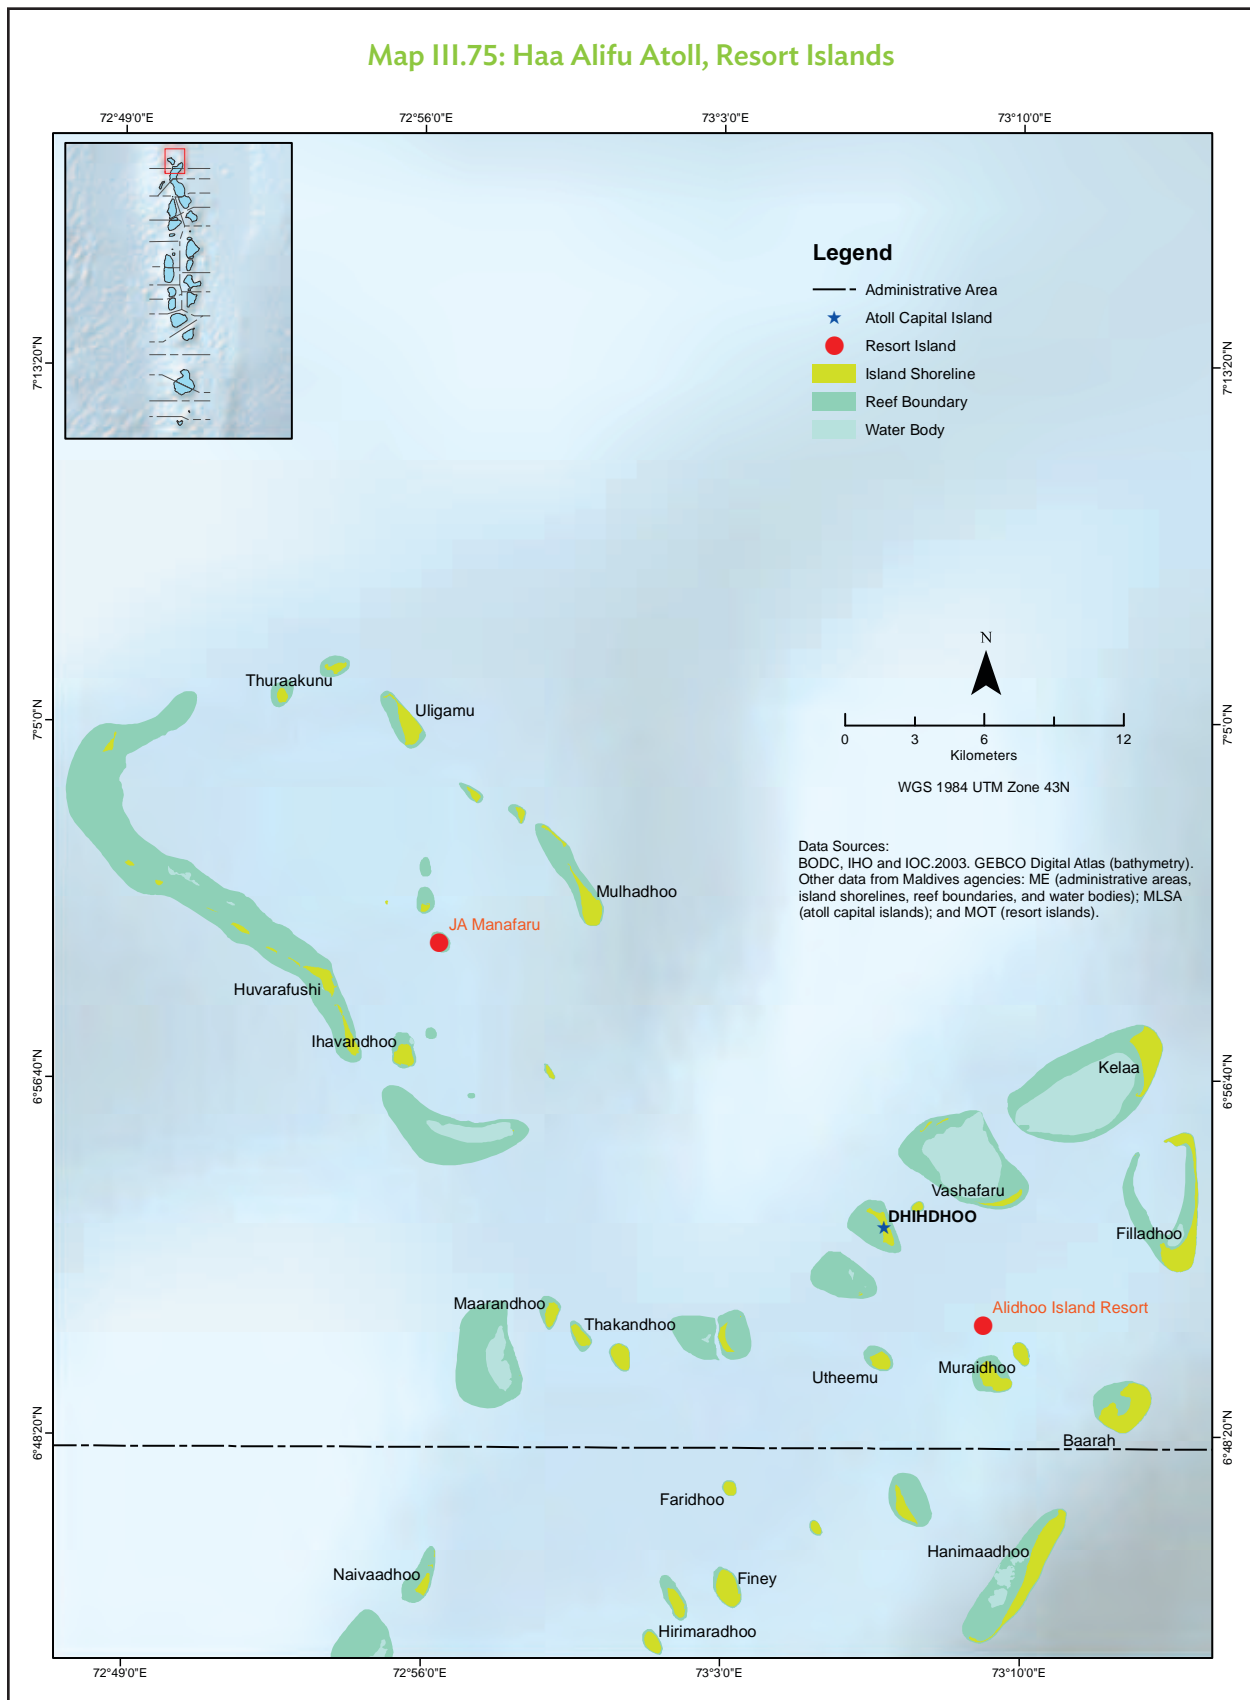 Map III.75: Haa Alifu Atoll, Resort Islands
72°49'0"E
72°56'0"E
73°3'0"E
73°10'0"E
Legend
Administrative Area
Atoll Capital Island
Resort Island
Island Shoreline
Reef Boundary
Water Body
7°13'20"N
7°13'20"N
N
Thuraakunu
Uligamu
7°5'0"N
7°5'0"N
0
3
6
12
Kilometers
WGS 1984 UTM Zone 43N
Data Sources:
BODC, IHO and IOC.2003. GEBCO Digital Atlas (bathymetry).
Other data from Maldives agencies: ME (administrative areas,
island shorelines, reef boundaries, and water bodies); MLSA
(atoll capital islands); and MOT (resort islands).
Mulhadhoo
JA Manafaru
Huvarafushi
Ihavandhoo
Kelaa
6°56'40"N
6°56'40"N
Vashafaru
DHIHDHOO
Filladhoo
Maarandhoo
Thakandhoo
Alidhoo Island Resort
Utheemu
Muraidhoo
Baarah
6°48'20"N
6°48'20"N
Faridhoo
Hanimaadhoo
Naivaadhoo
Finey
Hirimaradhoo
72°49'0"E
72°56'0"E
73°3'0"E
73°10'0"E